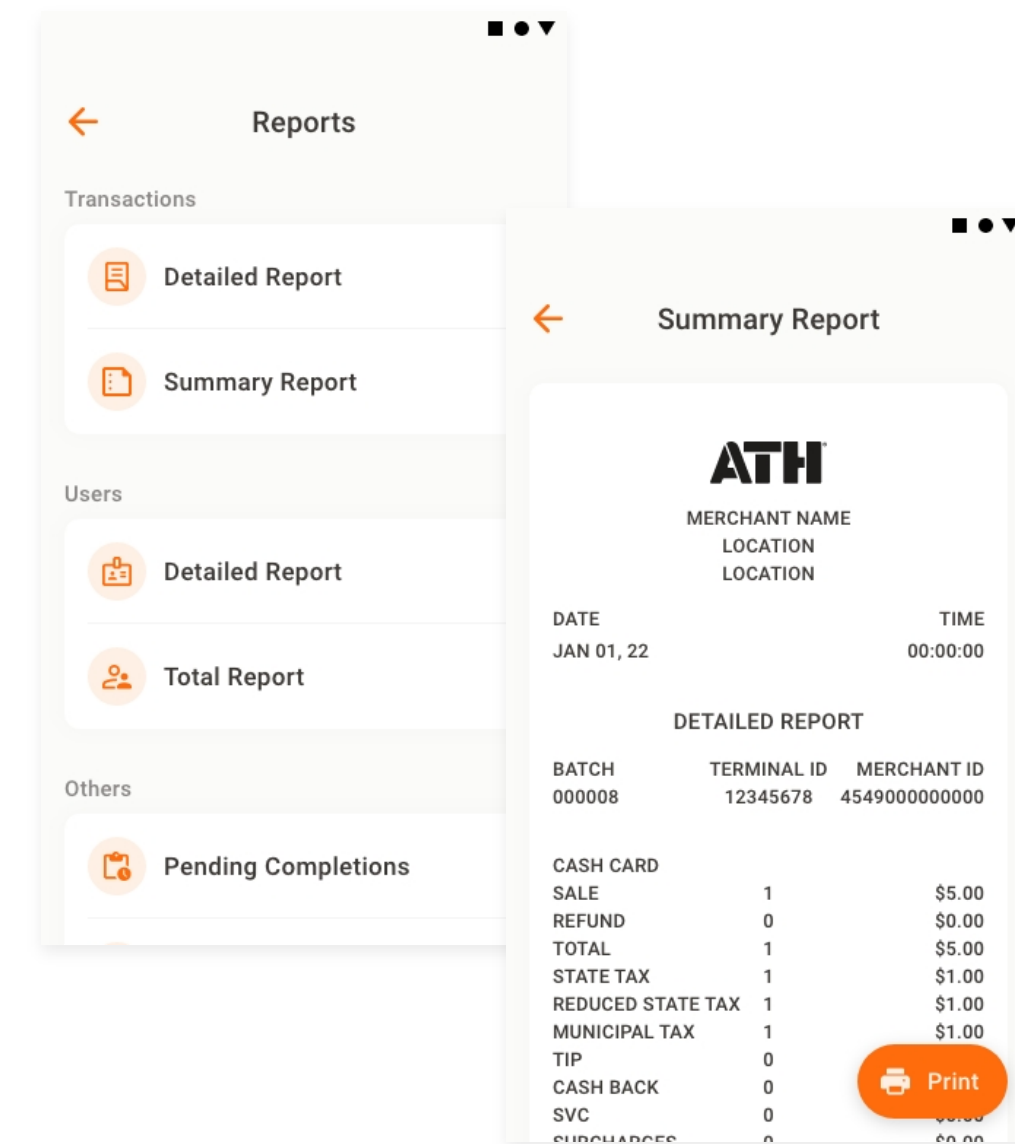 Reports
Transactions
Detailed Report
Summary Report
Users
Detailed Report
Total Report
Others
Pending Completions
Summary Report
ATH
MERCHANT NAME
LOCATION
LOCATION
DATE TIME
JAN 01, 22 00:00:00
DETAILED REPORT
BATCH TERMINAL ID MERCHANT ID
000008 12345678 4549000000000
CASH CARD
SALE 1 $5.00
REFUND 0 $0.00
TOTAL 1 $5.00
STATE TAX 1 $1.00
REDUCED STATE TAX 1 $1.00
MUNICIPAL TAX 1 $1.00
TIP 0
Print
CASH BACK 0
SVC 0
SURCHARGES 0 $0.00